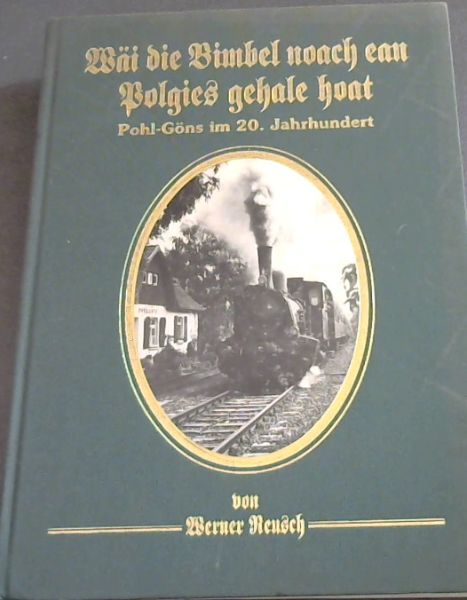 Wäi die Bimbel noach ean
Polgies gehale hoat
Pohl-Göns im 20. Jahrhundert
von
Werner Reusch